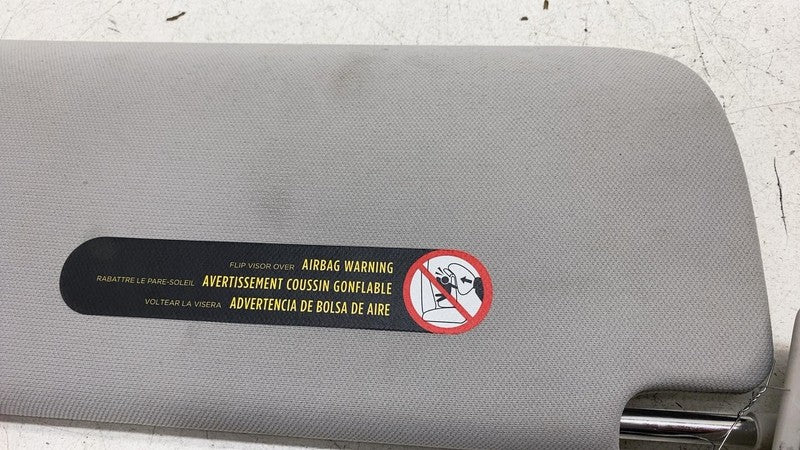 FLIP VISOR OVER AIRBAG WARNING
RABATTRE LE PARE-SOLEIL AVERTISSEMENT COUSSIN GONFLABLE
VOLTEAR LA VISERA ADVERTENCIA DE BOLSA DE AIRE